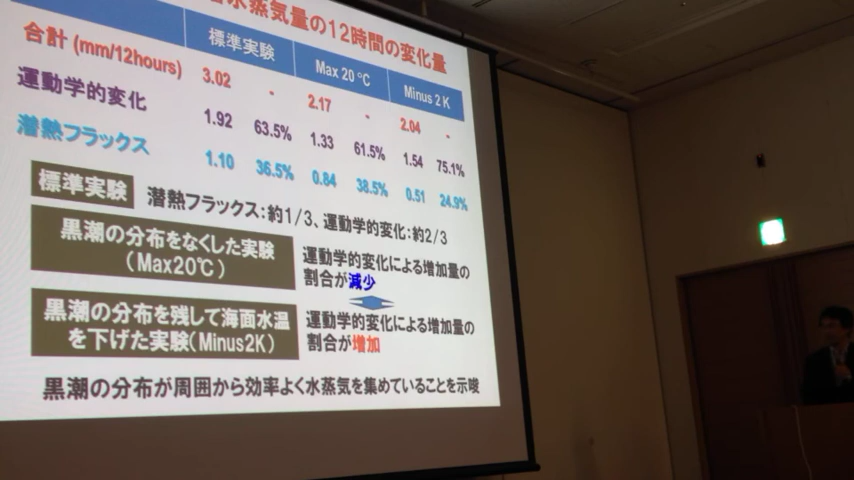 水蒸気量の12時間の変化量
標準実験 Max 20 ℃ Minus 2 K
合計 (mm/12hours) 3.02 - 2.17 - 2.04 -
運動学的変化 1.92 63.5% 1.33 61.5% 1.54 75.1%
潜熱フラックス 1.10 36.5% 0.84 38.5% 0.51 24.9%
標準実験 潜熱フラックス:約1/3、運動学的変化:約2/3
黒潮の分布をなくした実験
(Max20℃)
運動学的変化による増加量の
割合が減少
黒潮の分布を残して海面水温
を下げた実験(Minus2K)
運動学的変化による増加量の
割合が増加
黒潮の分布が周囲から効率よく水蒸気を集めていることを示唆